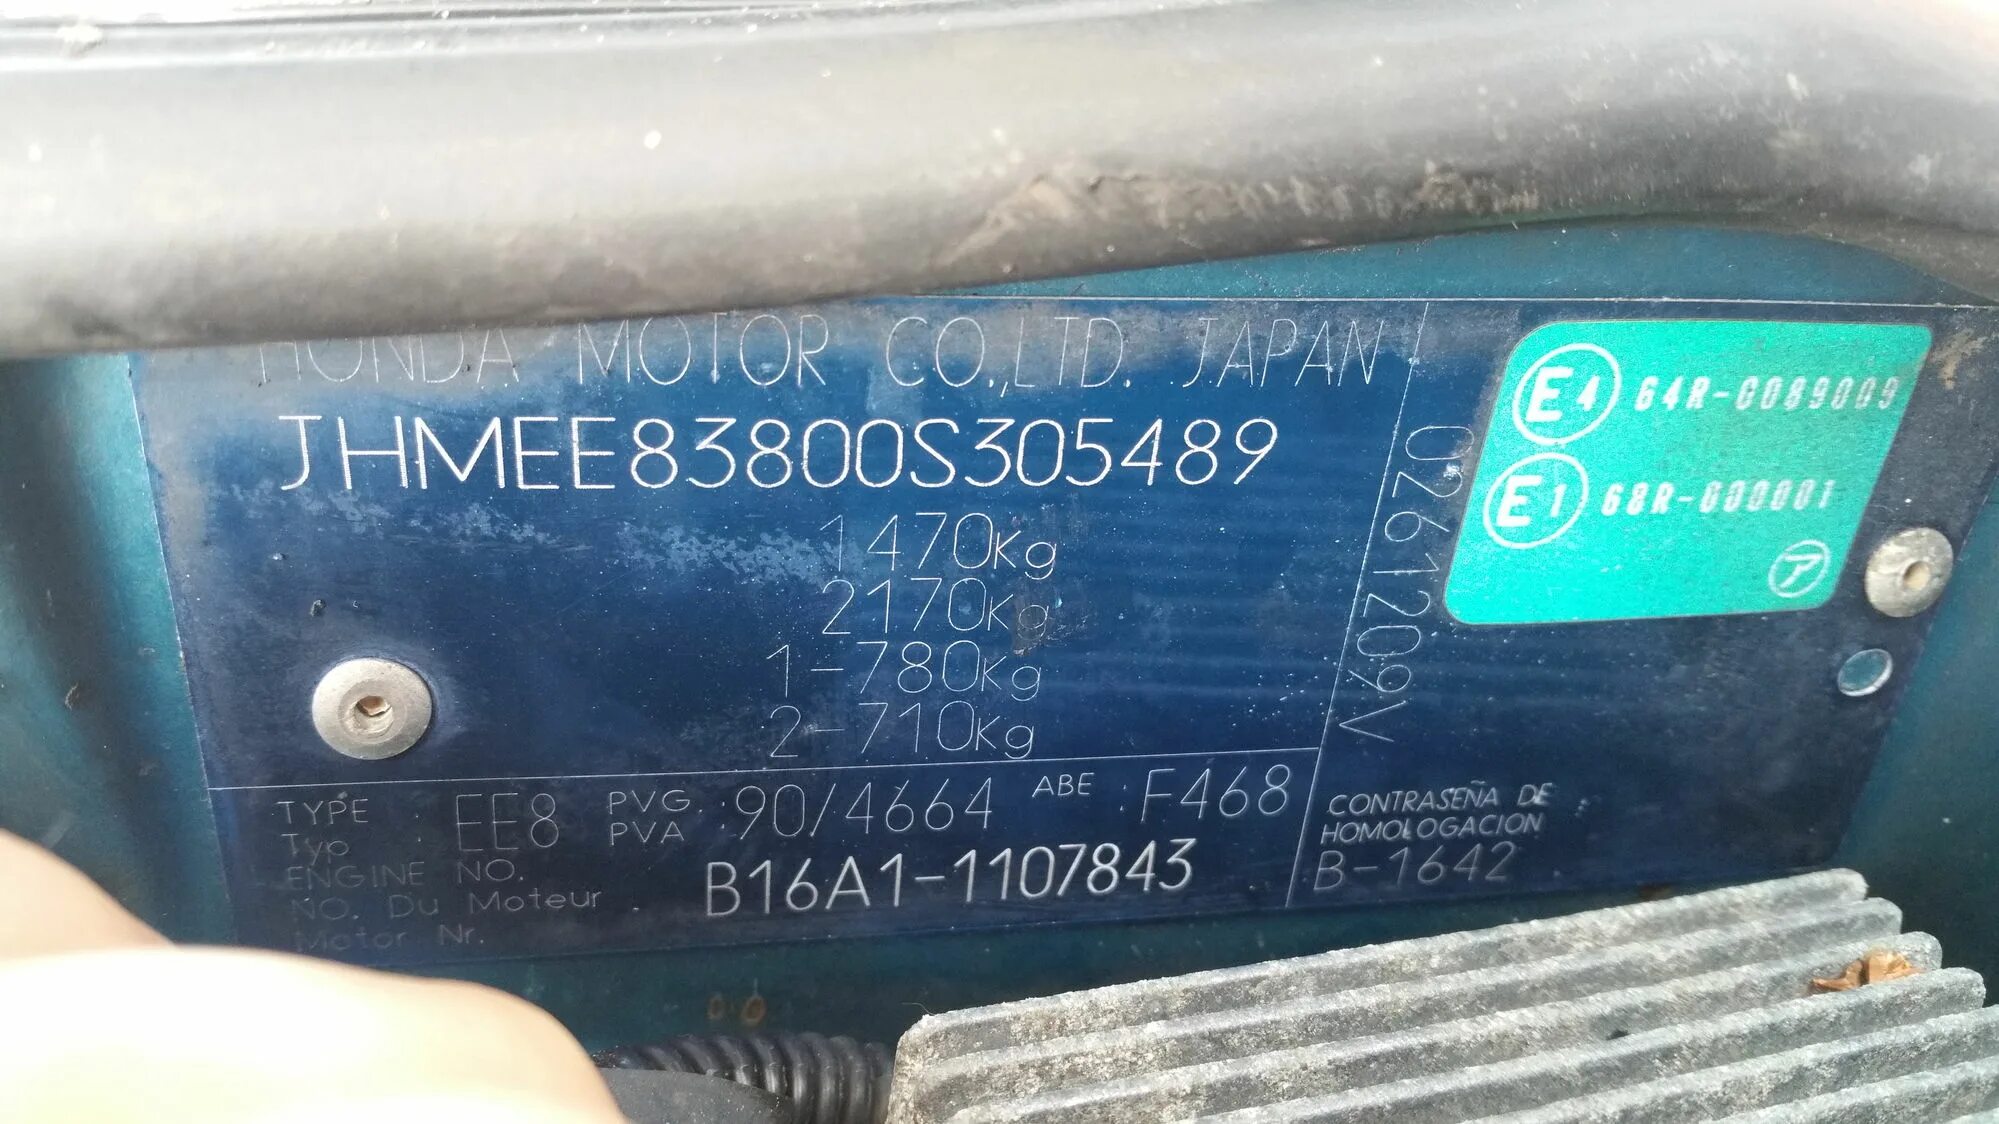 HONDA MOTOR CO.,LTD. JAPAN
JHMEE83800S305489
1470Kg
2170Kg
1-780Kg
2-710Kg
TYPE : EE8 PVG. :90/4664 ABE :F468
Typ PVA
ENGINE NO.
NO. Du Moteur : B16A1-1107843
Motor Nr.
0261209V
E4 64R-0089009
E1 68R-000001
CONTRASEÑA DE :
HOMOLOGACION
B-1642